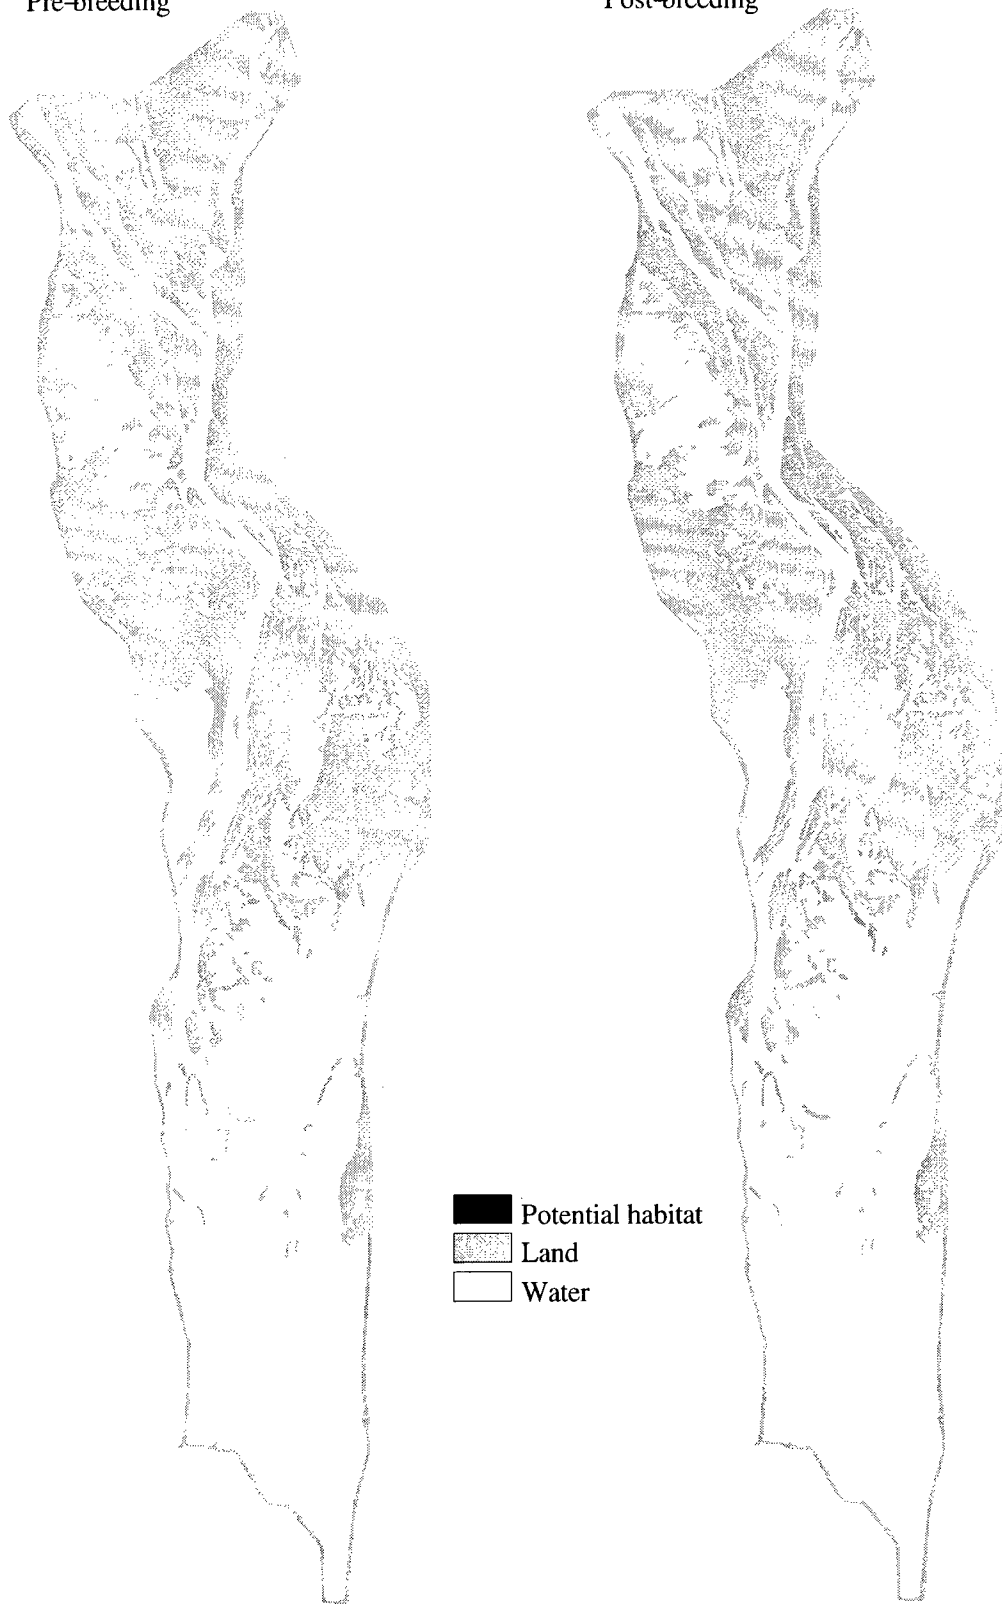 Pre-breeding
Post-breeding
Potential habitat
Land
Water